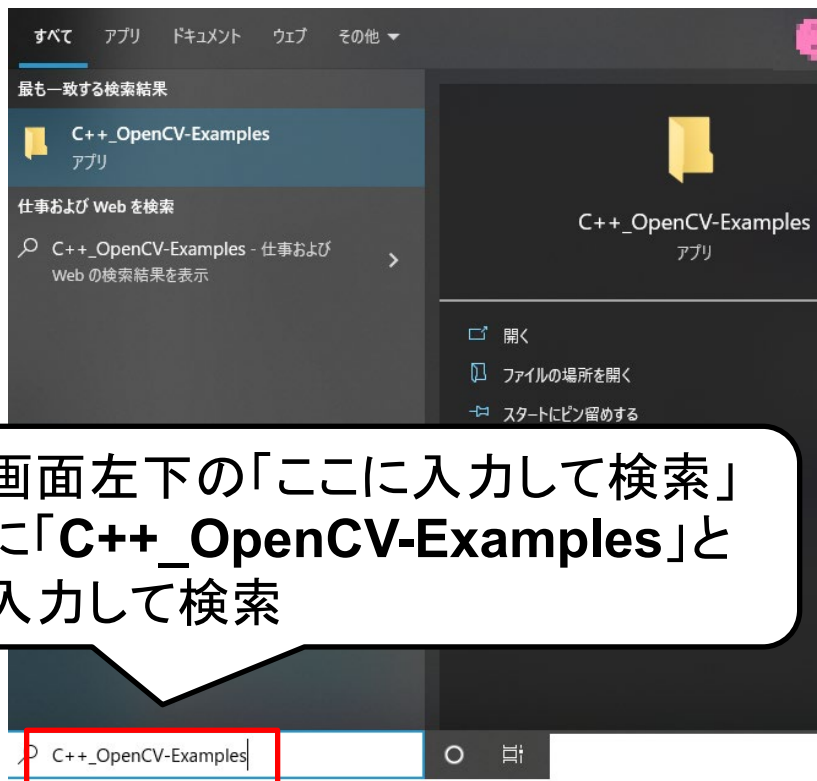 すべて アプリ ドキュメント ウェブ その他
最も一致する検索結果
C++_OpenCV-Examples
アプリ
仕事および Web を検索
C++_OpenCV-Examples - 仕事および
Web の検索結果を表示
C++_OpenCV-Examples
アプリ
開く
ファイルの場所を開く
スタートにピン留めする
画面左下の「ここに入力して検索」
に「C++_OpenCV-Examples」と
入力して検索
C++_OpenCV-Examples